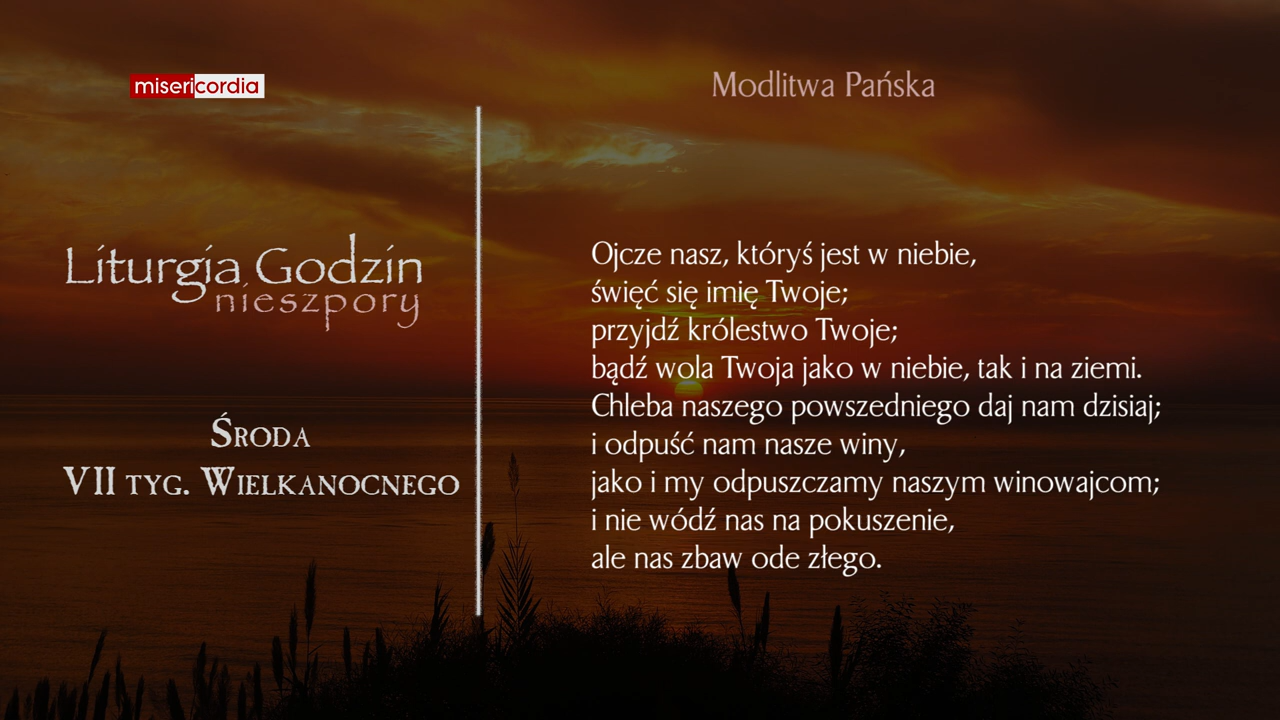 misericordia
Liturgia Godzin
nieszpory
Środa
VII tyg. Wielkanocnego
Modlitwa Pańska
Ojcze nasz, któryś jest w niebie,
święć się imię Twoje;
przyjdź królestwo Twoje;
bądź wola Twoja jako w niebie, tak i na ziemi.
Chleba naszego powszedniego daj nam dzisiaj;
i odpuść nam nasze winy,
jako i my odpuszczamy naszym winowajcom;
i nie wódź nas na pokuszenie,
ale nas zbaw ode złego.